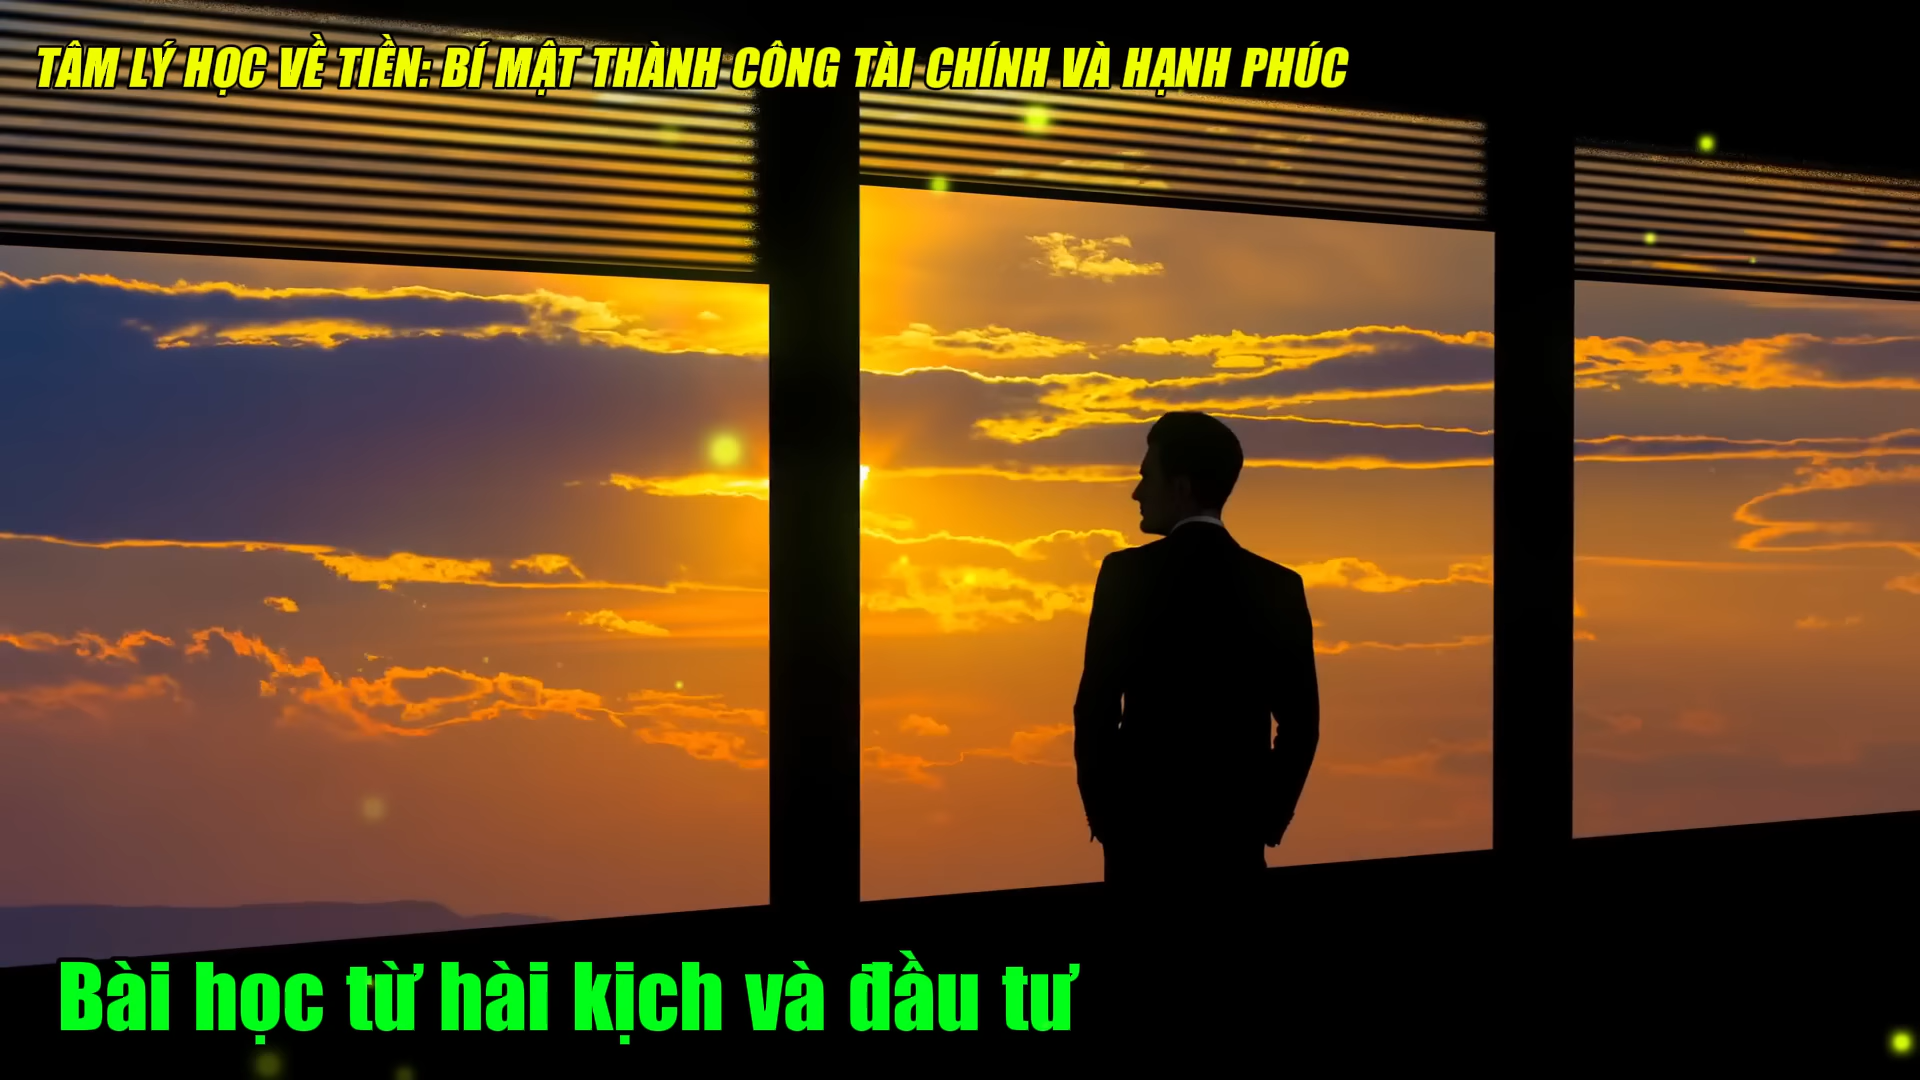 TÂM LÝ HỌC VỀ TIỀN: BÍ MẬT THÀNH CÔNG TÀI CHÍNH VÀ HẠNH PHÚC
Bài học từ hài kịch và đầu tư